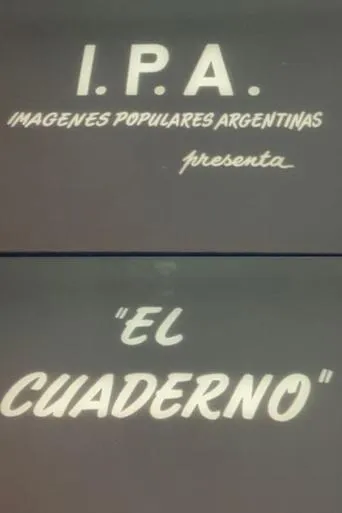 I.P.A.
IMAGENES POPULARES ARGENTINAS
presenta
"EL
CUADERNO"